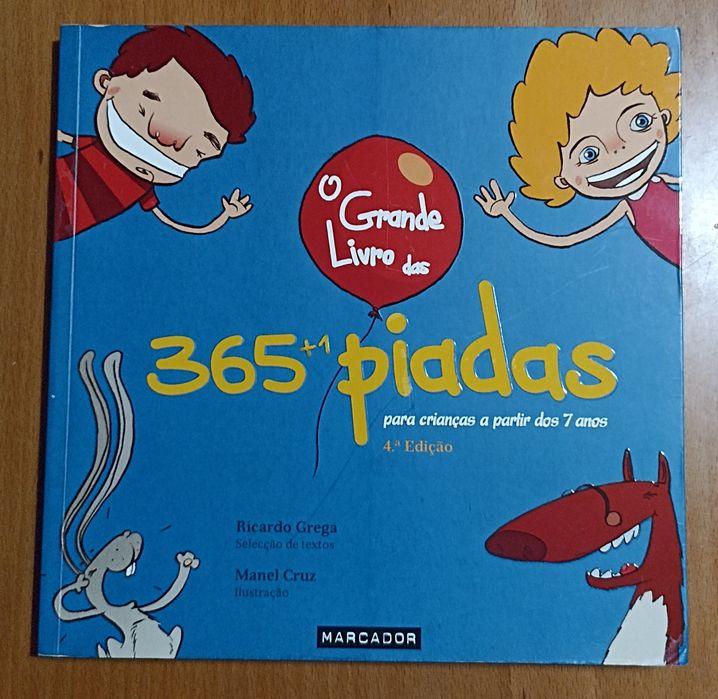 O Grande
Livro das
365+1 piadas
para crianças a partir dos 7 anos
4.ª Edição
Ricardo Grega
Selecção de textos
Manel Cruz
Ilustração
MARCADOR